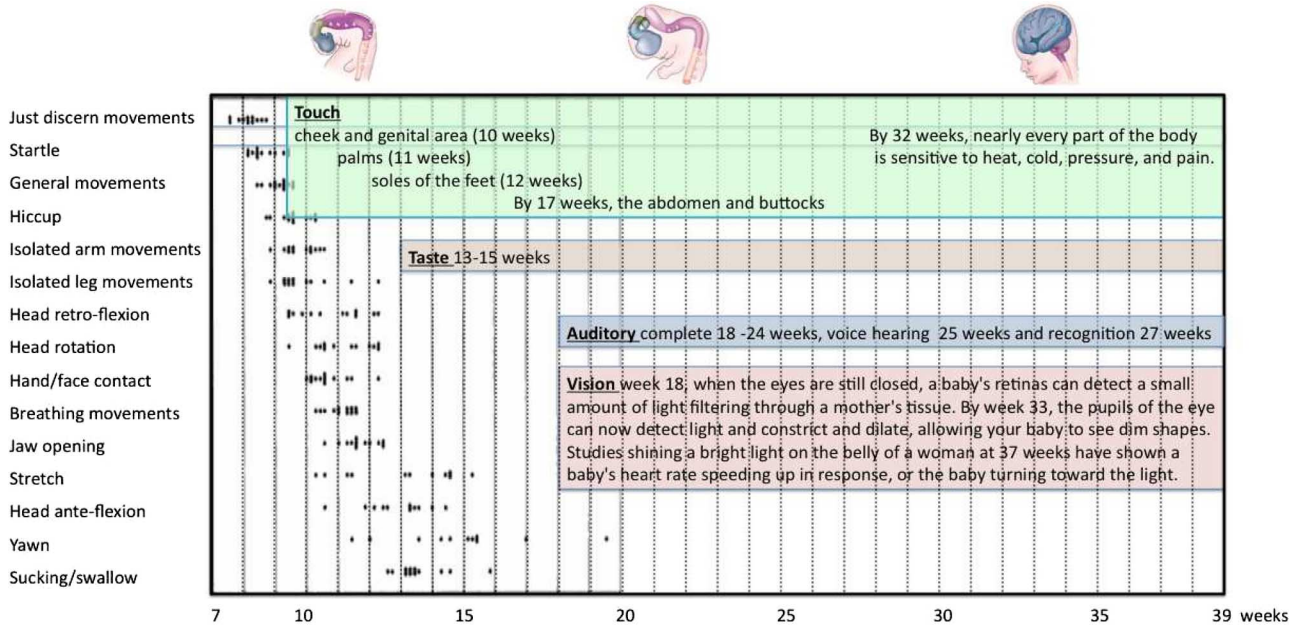 Just discern movements
Startle
General movements
Hiccup
Isolated arm movements
Isolated leg movements
Head retro-flexion
Head rotation
Hand/face contact
Breathing movements
Jaw opening
Stretch
Head ante-flexion
Yawn
Sucking/swallow
Touch
cheek and genital area (10 weeks)
palms (11 weeks)
soles of the feet (12 weeks)
By 17 weeks, the abdomen and buttocks
By 32 weeks, nearly every part of the body
is sensitive to heat, cold, pressure, and pain.
Taste 13-15 weeks
Auditory complete 18 -24 weeks, voice hearing 25 weeks and recognition 27 weeks
Vision week 18, when the eyes are still closed, a baby's retinas can detect a small
amount of light filtering through a mother's tissue. By week 33, the pupils of the eye
can now detect light and constrict and dilate, allowing your baby to see dim shapes.
Studies shining a bright light on the belly of a woman at 37 weeks have shown a
baby's heart rate speeding up in response, or the baby turning toward the light.
7 10 15 20 25 30 35 39 weeks